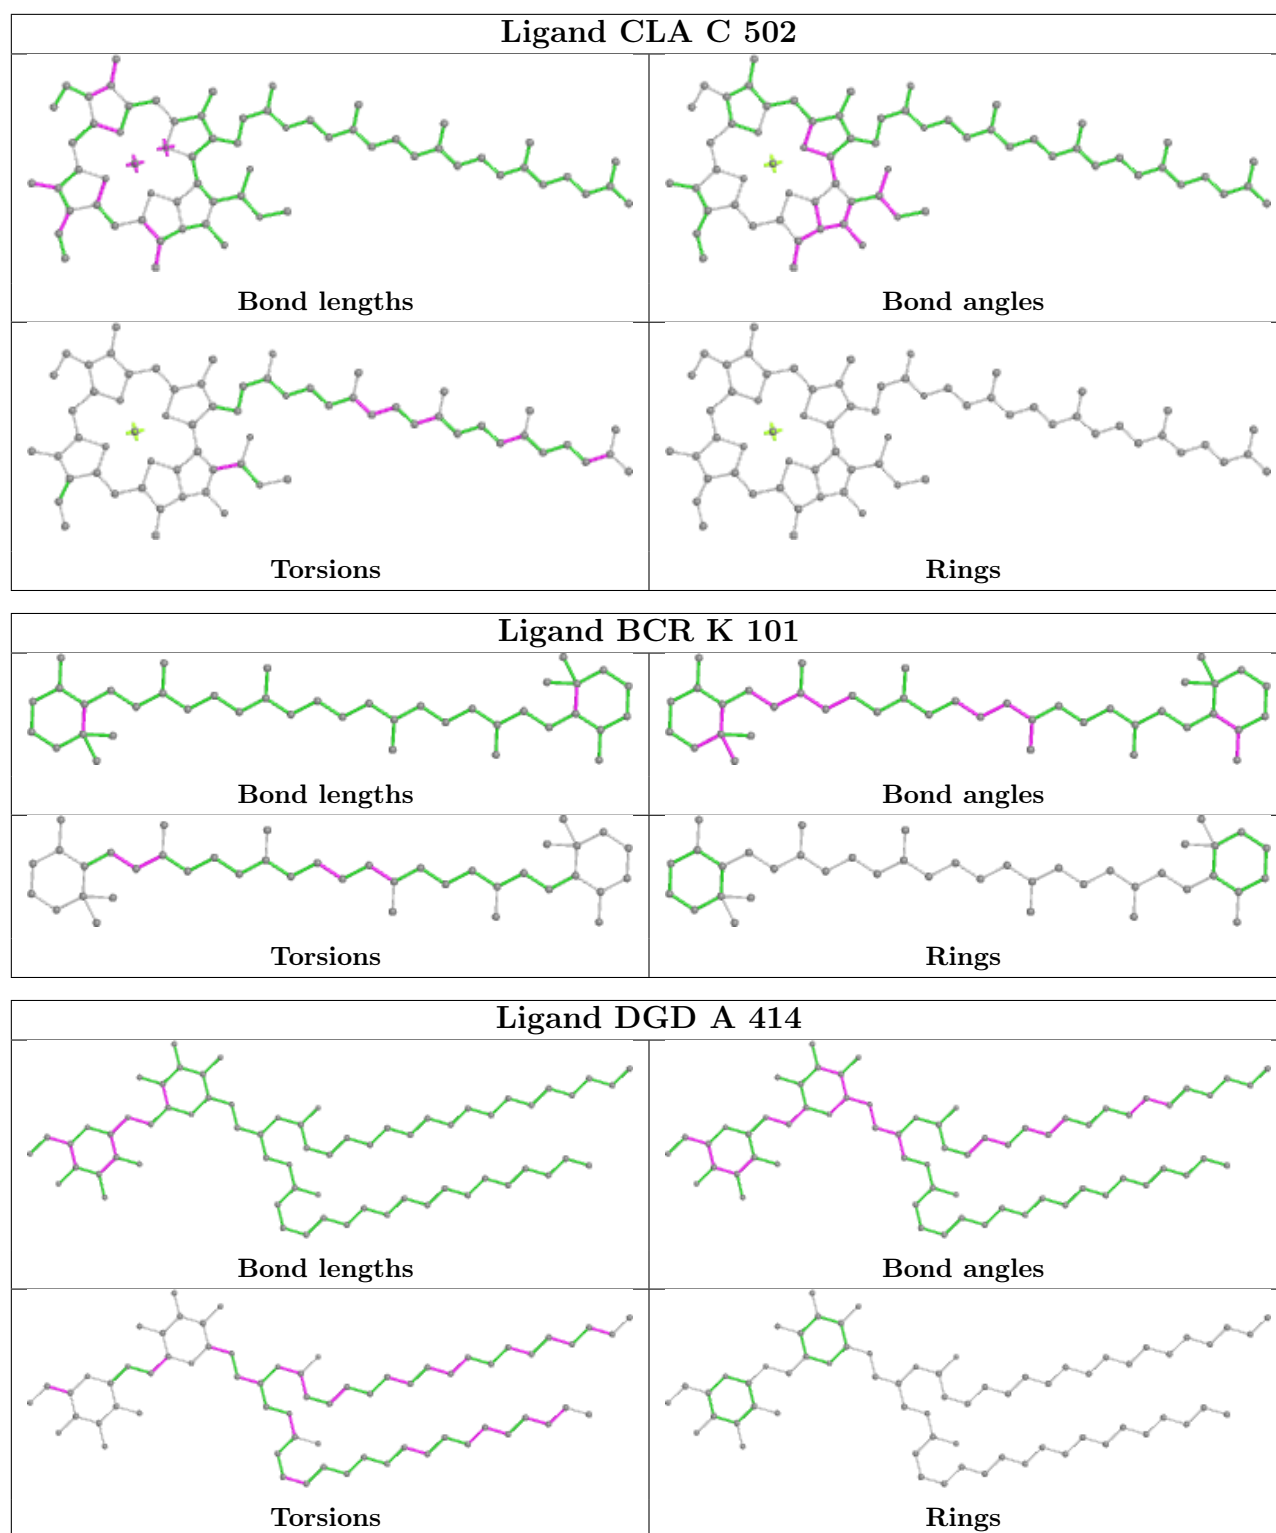 Ligand CLA C 502
Bond lengths
Bond angles
Torsions
Rings
Ligand BCR K 101
Bond lengths
Bond angles
Torsions
Rings
Ligand DGD A 414
Bond lengths
Bond angles
Torsions
Rings